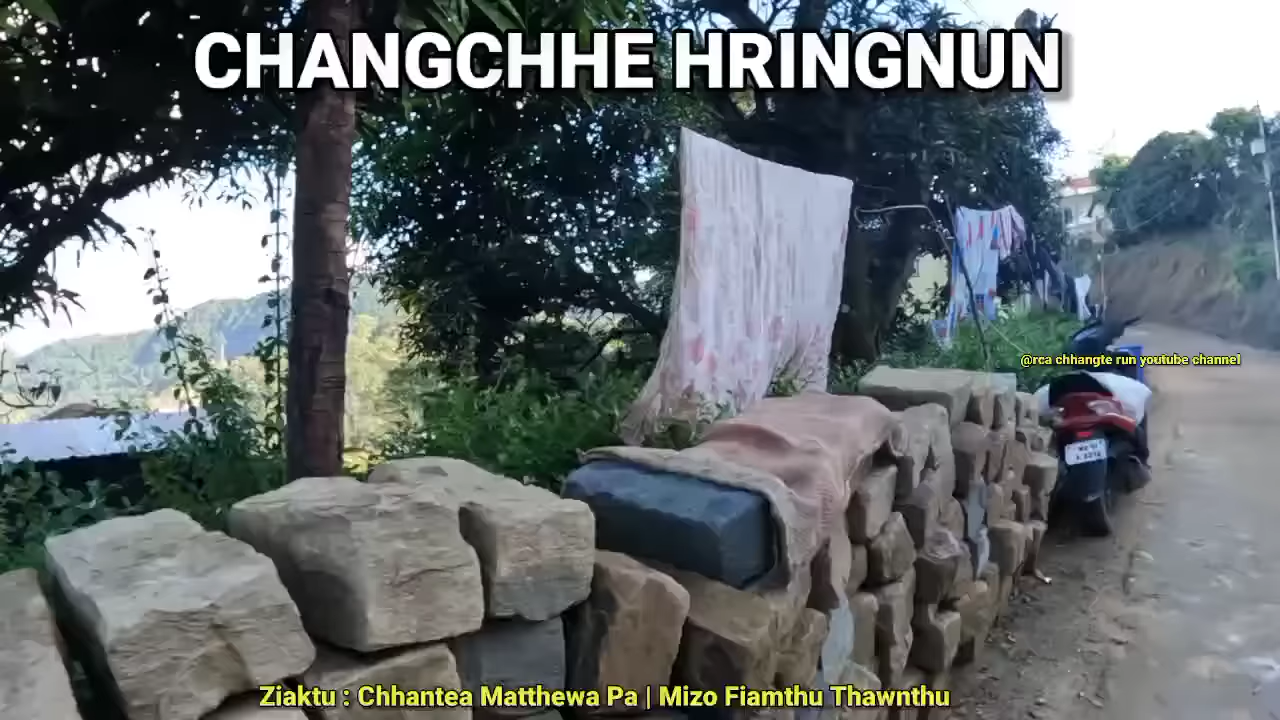 CHANGCHHE HRINGNUN
@rca chhangte run youtube channel
Ziaktu : Chhantea Matthewa Pa | Mizo Fiamthu Thawnthu